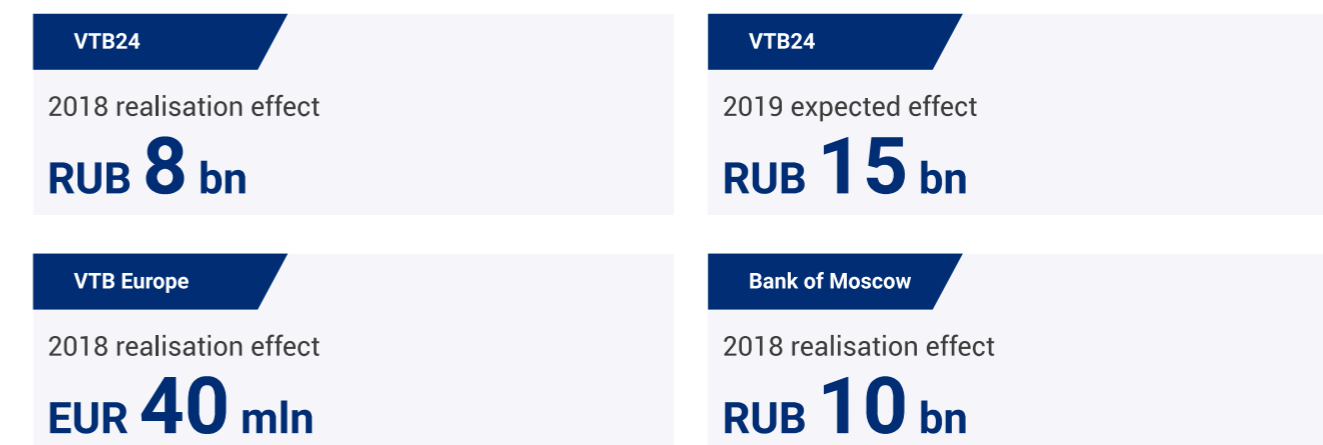 VTB24
2018 realisation effect
RUB 8 bn
VTB24
2019 expected effect
RUB 15 bn
VTB Europe
2018 realisation effect
EUR 40 mln
Bank of Moscow
2018 realisation effect
RUB 10 bn